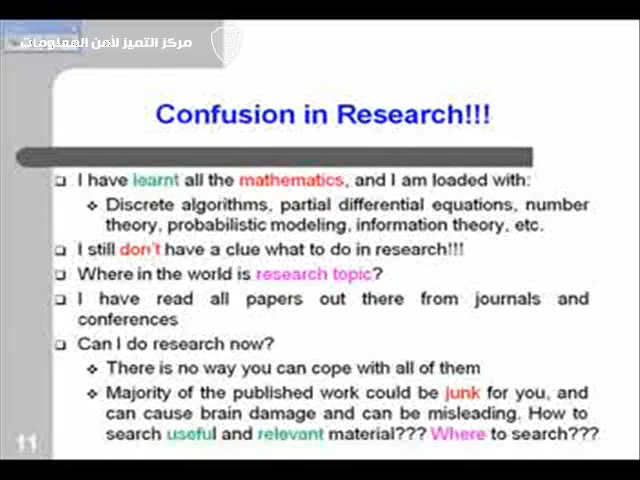 مركز التميز لأمن المعلومات
Confusion in Research!!!
I have learnt all the mathematics, and I am loaded with:
Discrete algorithms, partial differential equations, number
theory, probabilistic modeling, information theory, etc.
I still don't have a clue what to do in research!!!
Where in the world is research topic?
I have read all papers out there from journals and
conferences
Can I do research now?
There is no way you can cope with all of them
Majority of the published work could be junk for you, and
can cause brain damage and can be misleading. How to
search useful and relevant material??? Where to search???
11